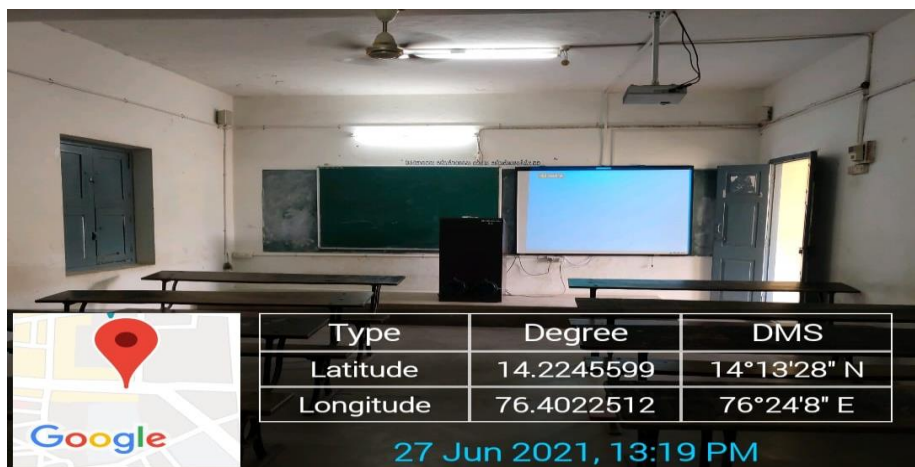 Type Degree DMS
Latitude 14.2245599 14°13'28" N
Longitude 76.4022512 76°24'8" E
Google
27 Jun 2021, 13:19 PM